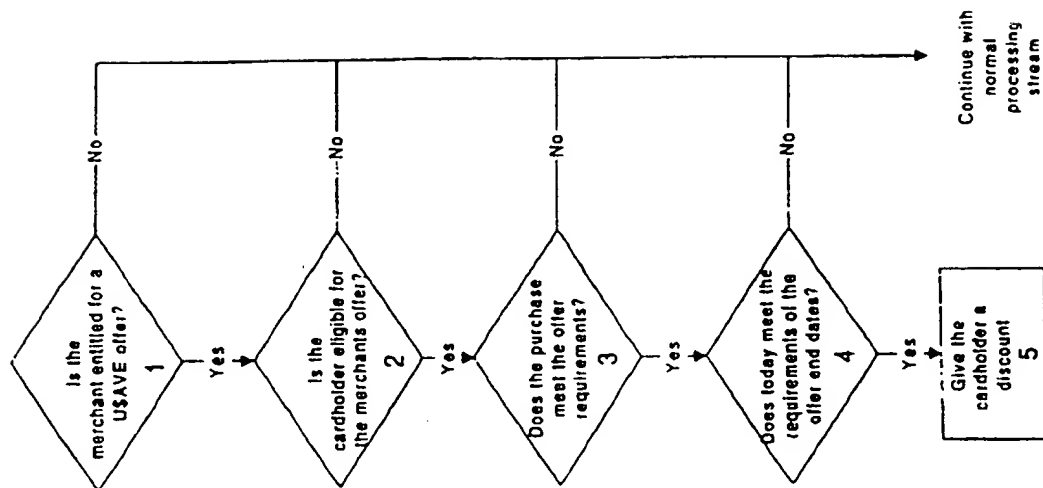 Is the
merchant entitled for a
U$AVE offer?
1
No
Yes
Is the
cardholder eligible for
the merchants offer?
2
No
Yes
Does the purchase
meet the offer
requirements?
3
No
Yes
Does today meet the
requirements of the
offer end dates?
4
No
Yes
Give the
cardholder a
discount
5
Continue with
normal
processing
stream